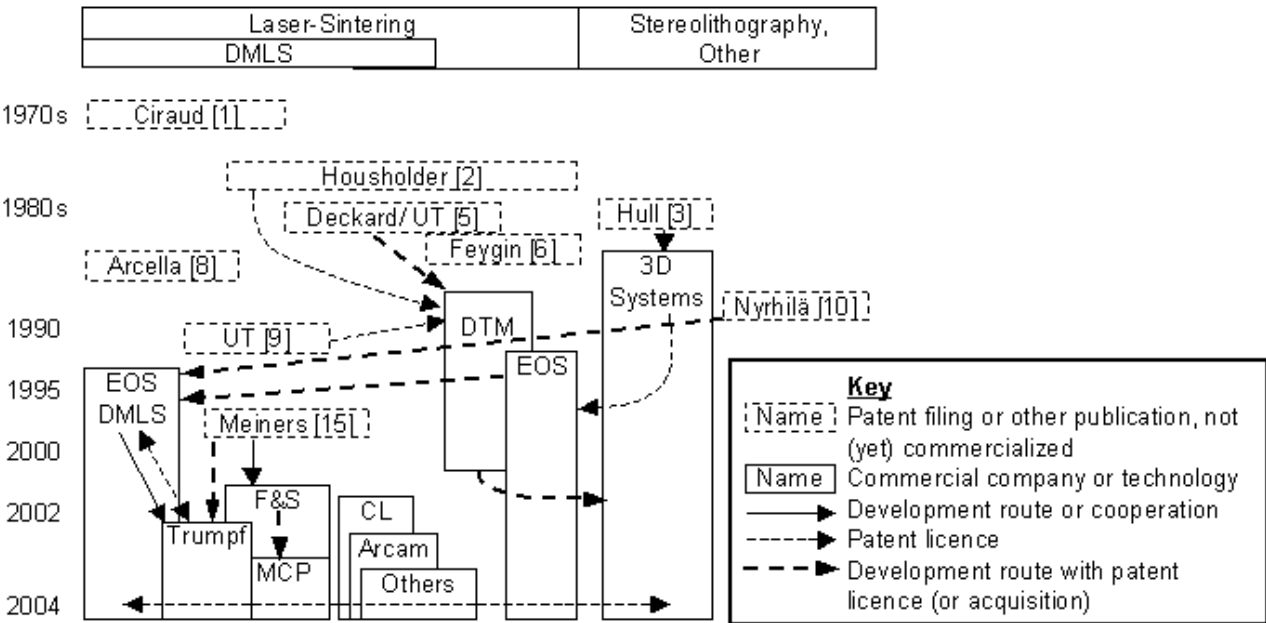 Laser-Sintering
Stereolithography,
Other
DMLS
1970s
Ciraud [1]
Housholder [2]
1980s
Deckard/ UT [5]
Hull [3]
Feygin [6]
Arcella [8]
3D
Systems
Nyrhilä [10]
1990
UT [9]
DTM
EOS
EOS
DMLS
1995
Meiners [15]
2000
F&S
CL
2002
Trumpf
Arcam
MCP
Others
2004
Key
Name
Patent filing or other publication, not
(yet) commercialized
Name
Commercial company or technology
Development route or cooperation
Patent licence
Development route with patent
licence (or acquisition)